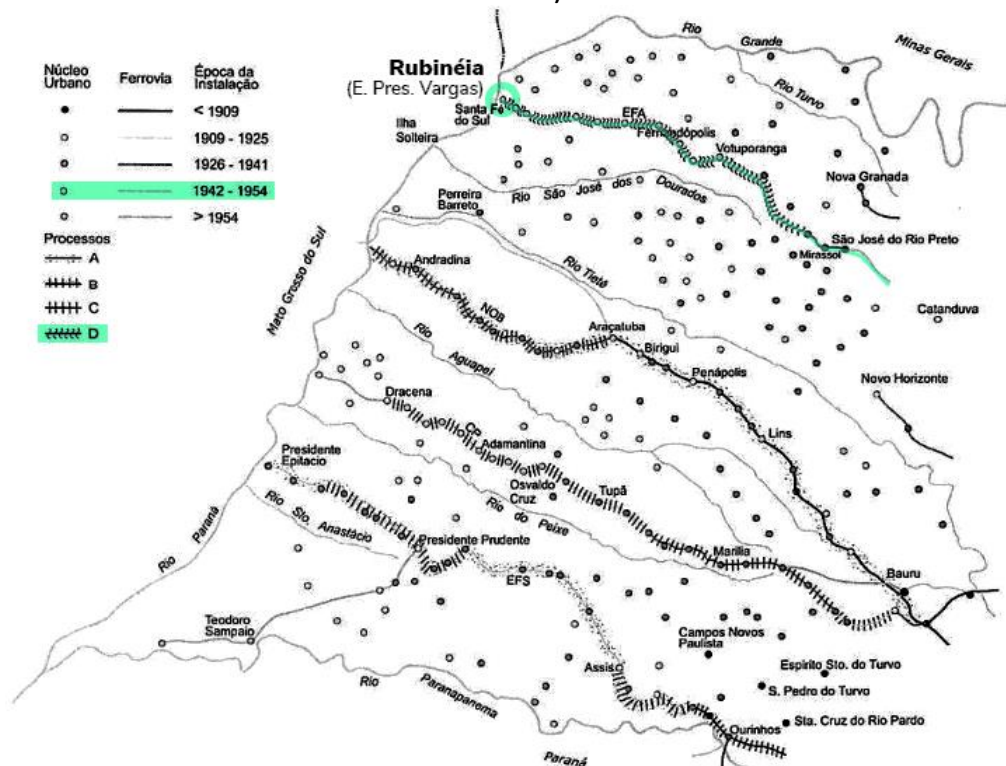 Núcleo Urbano
Ferrovia
Época da Instalação
< 1909
1909 - 1925
1926 - 1941
1942 - 1954
> 1954
Processos
A
B
C
D
Rubinéia
(E. Pres. Vargas)
Santa Fé do Sul
Ilha Solteira
EFA
Fernandópolis
Votuporanga
Rio Grande
Minas Gerais
Rio Turvo
Nova Granada
Rio São José dos Dourados
Perreira Barreto
São José do Rio Preto
Mirassol
Catanduva
Mato Grosso do Sul
Andradina
NOB
Rio Tietê
Araçatuba
Birigui
Penápolis
Novo Horizonte
Rio Aguapeí
Lins
Dracena
CP
Adamantina
Osvaldo Cruz
Tupã
Presidente Epitacio
Rio do Peixe
Rio Sto. Anastácio
Rio Paraná
Marília
Bauru
Presidente Prudente
EFS
Teodoro Sampaio
Campos Novos Paulista
Assis
Espirito Sto. do Turvo
S. Pedro do Turvo
Sta. Cruz do Rio Pardo
Rio Paranapanema
Ourinhos
Paraná